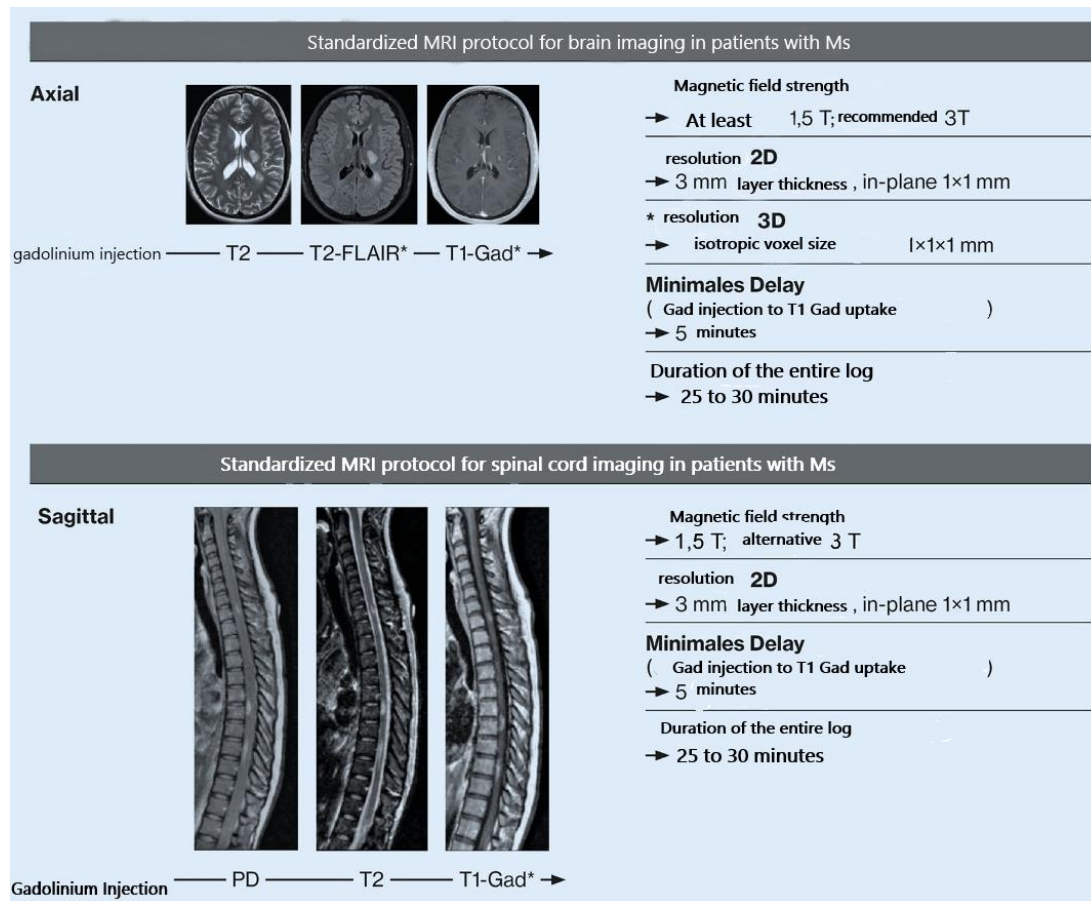 Standardized MRI protocol for brain imaging in patients with Ms
Axial
gadolinium injection T2 T2-FLAIR* T1-Gad*
Magnetic field strength
At least 1,5 T; recommended 3T
resolution 2D
3 mm layer thickness , in-plane 1×1 mm
* resolution 3D
isotropic voxel size I×1×1 mm
Minimales Delay
( Gad injection to T1 Gad uptake )
5 minutes
Duration of the entire log
25 to 30 minutes
Standardized MRI protocol for spinal cord imaging in patients with Ms
Sagittal
Gadolinium Injection PD T2 T1-Gad*
Magnetic field strength
1,5 T; alternative 3 T
resolution 2D
3 mm layer thickness , in-plane 1×1 mm
Minimales Delay
( Gad injection to T1 Gad uptake )
5 minutes
Duration of the entire log
25 to 30 minutes